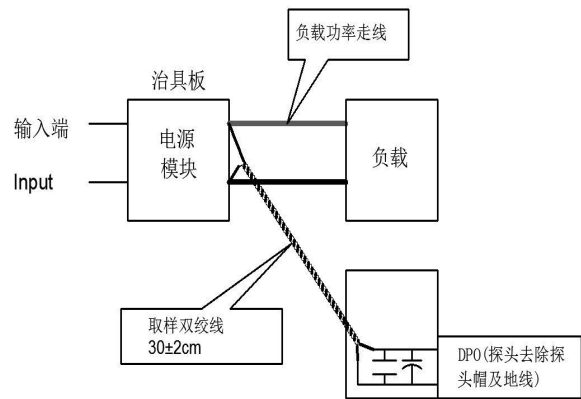 负载功率走线
治具板
输入端
Input
电源
模块
负载
取样双绞线
30±2cm
DPO(探头去除探
头帽及地线)